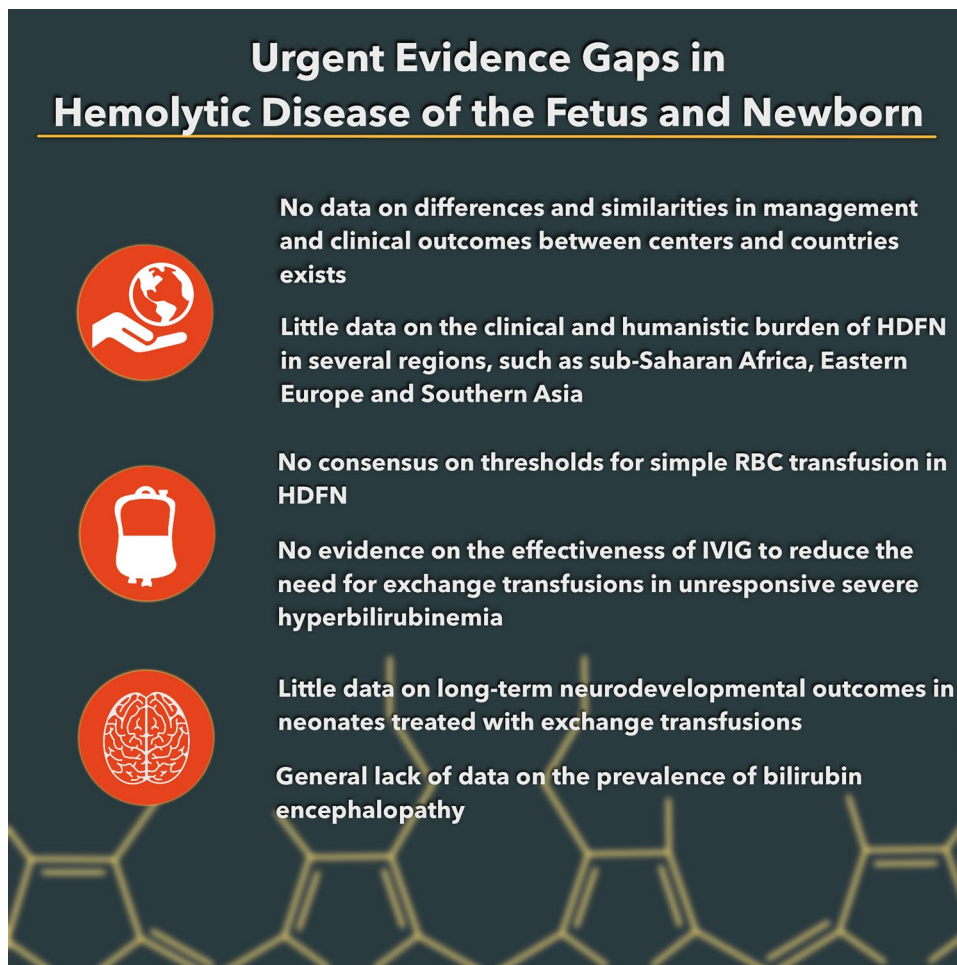 Urgent Evidence Gaps in
Hemolytic Disease of the Fetus and Newborn
No data on differences and similarities in management
and clinical outcomes between centers and countries
exists
Little data on the clinical and humanistic burden of HDFN
in several regions, such as sub-Saharan Africa, Eastern
Europe and Southern Asia
No consensus on thresholds for simple RBC transfusion in
HDFN
No evidence on the effectiveness of IVIG to reduce the
need for exchange transfusions in unresponsive severe
hyperbilirubinemia
Little data on long-term neurodevelopmental outcomes in
neonates treated with exchange transfusions
General lack of data on the prevalence of bilirubin
encephalopathy